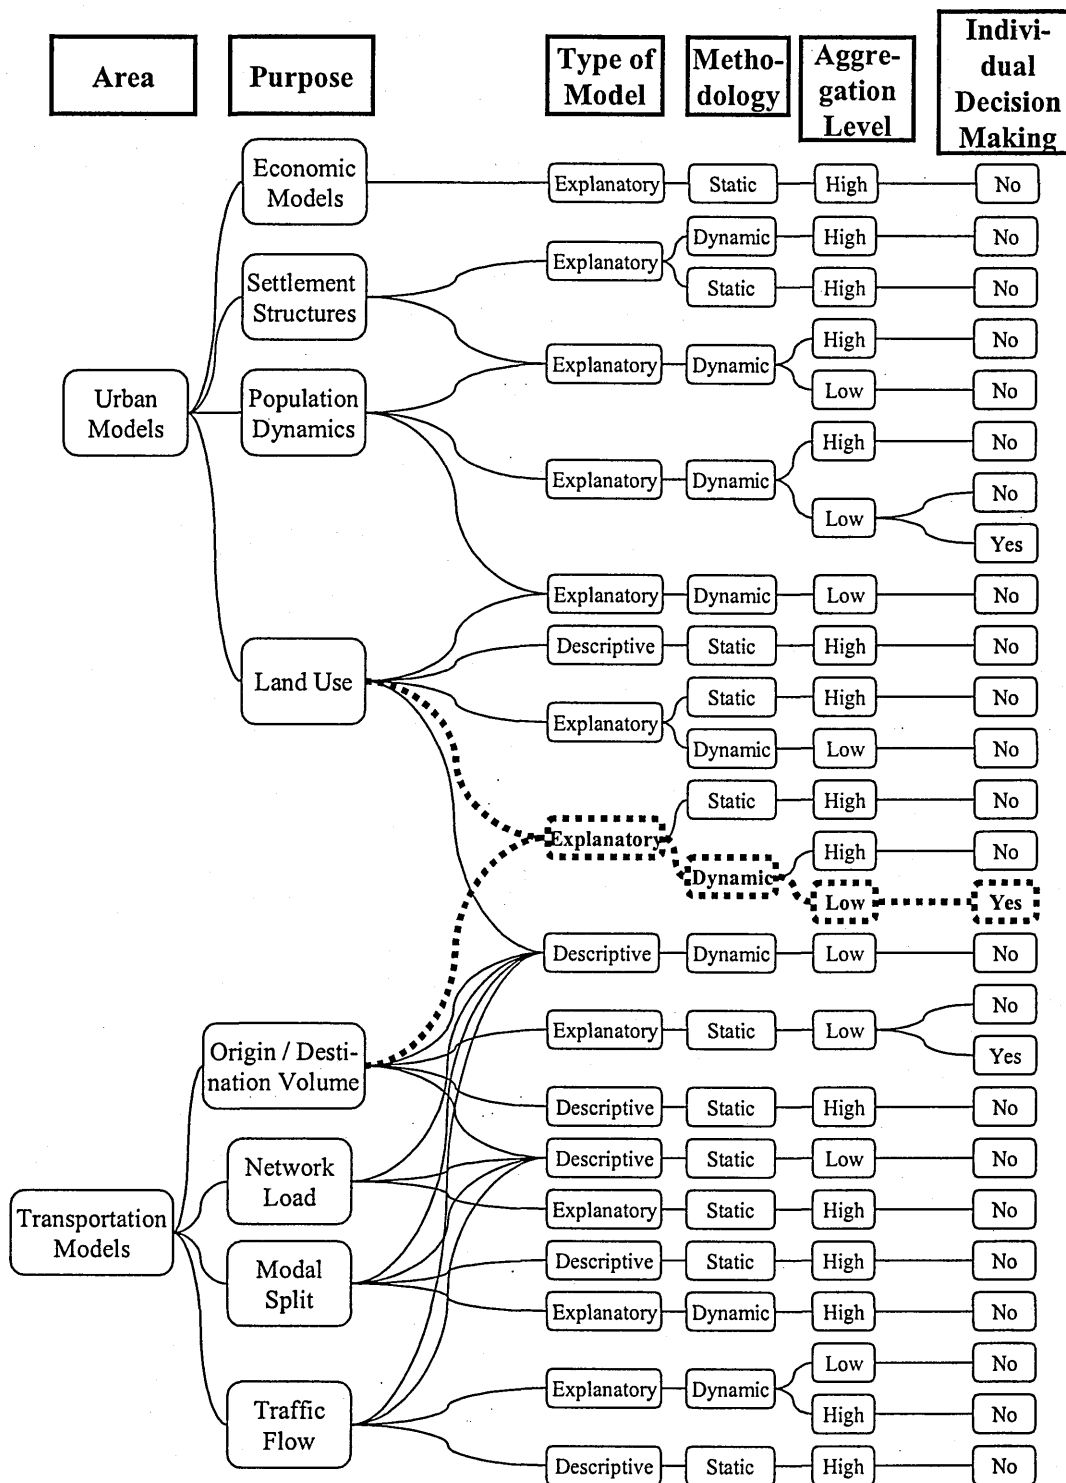 Area
Purpose
Type of
Model
Metho-
dology
Aggre-
gation
Level
Indivi-
dual
Decision
Making
Economic
Models
Explanatory
Static
High
No
Dynamic
High
No
Settlement
Structures
Explanatory
Static
High
No
High
No
Explanatory
Dynamic
Low
No
Urban
Models
Population
Dynamics
High
No
Explanatory
Dynamic
No
Low
Yes
Explanatory
Dynamic
Low
No
Descriptive
Static
High
No
Land Use
Static
High
No
Explanatory
Dynamic
Low
No
Static
High
No
Explanatory
High
No
Dynamic
Low
Yes
Descriptive
Dynamic
Low
No
No
Explanatory
Static
Low
Yes
Origin / Desti-
nation Volume
Descriptive
Static
High
No
Descriptive
Static
Low
No
Network
Load
Explanatory
Static
High
No
Transportation
Models
Descriptive
Static
High
No
Modal
Split
Explanatory
Dynamic
High
No
Low
No
Explanatory
Dynamic
High
No
Traffic
Flow
Descriptive
Static
High
No